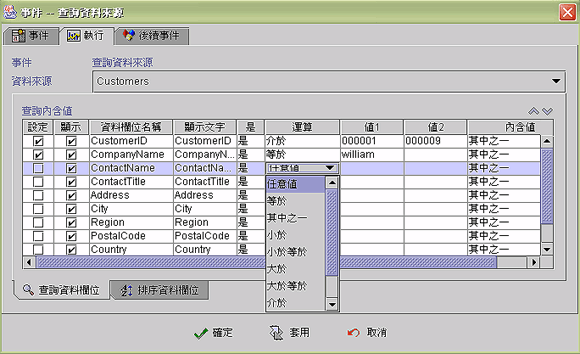 事件 -- 查詢資料來源
事件 執行 後續事件
事件 查詢資料來源
資料來源 Customers
查詢內含值
設定 顯示 資料欄位名稱 顯示文字 是 運算 值1 值2 內含值
CustomerID CustomerID 是 介於 000001 000009 其中之一
CompanyName CompanyN... 是 等於 william 其中之一
ContactName ContactNa... 是 任意值 其中之一
ContactTitle ContactTitle 是 任意值 其中之一
Address Address 是 等於 其中之一
City City 是 其中之一 其中之一
Region Region 是 小於 其中之一
PostalCode PostalCode 是 小於等於 其中之一
Country Country 是 大於 其中之一
大於等於
介於
查詢資料欄位 排序資料欄位
確定 套用 取消